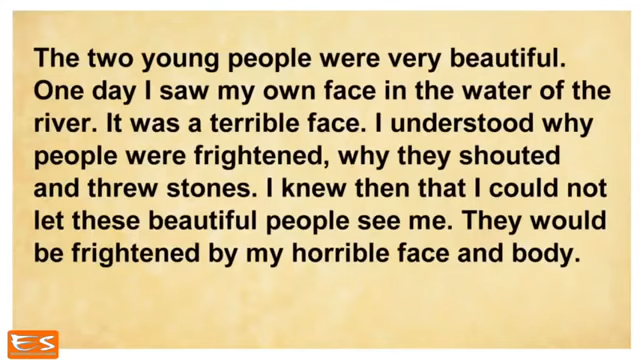 The two young people were very beautiful.
One day I saw my own face in the water of the
river. It was a terrible face. I understood why
people were frightened, why they shouted
and threw stones. I knew then that I could not
let these beautiful people see me. They would
be frightened by my horrible face and body.
ES